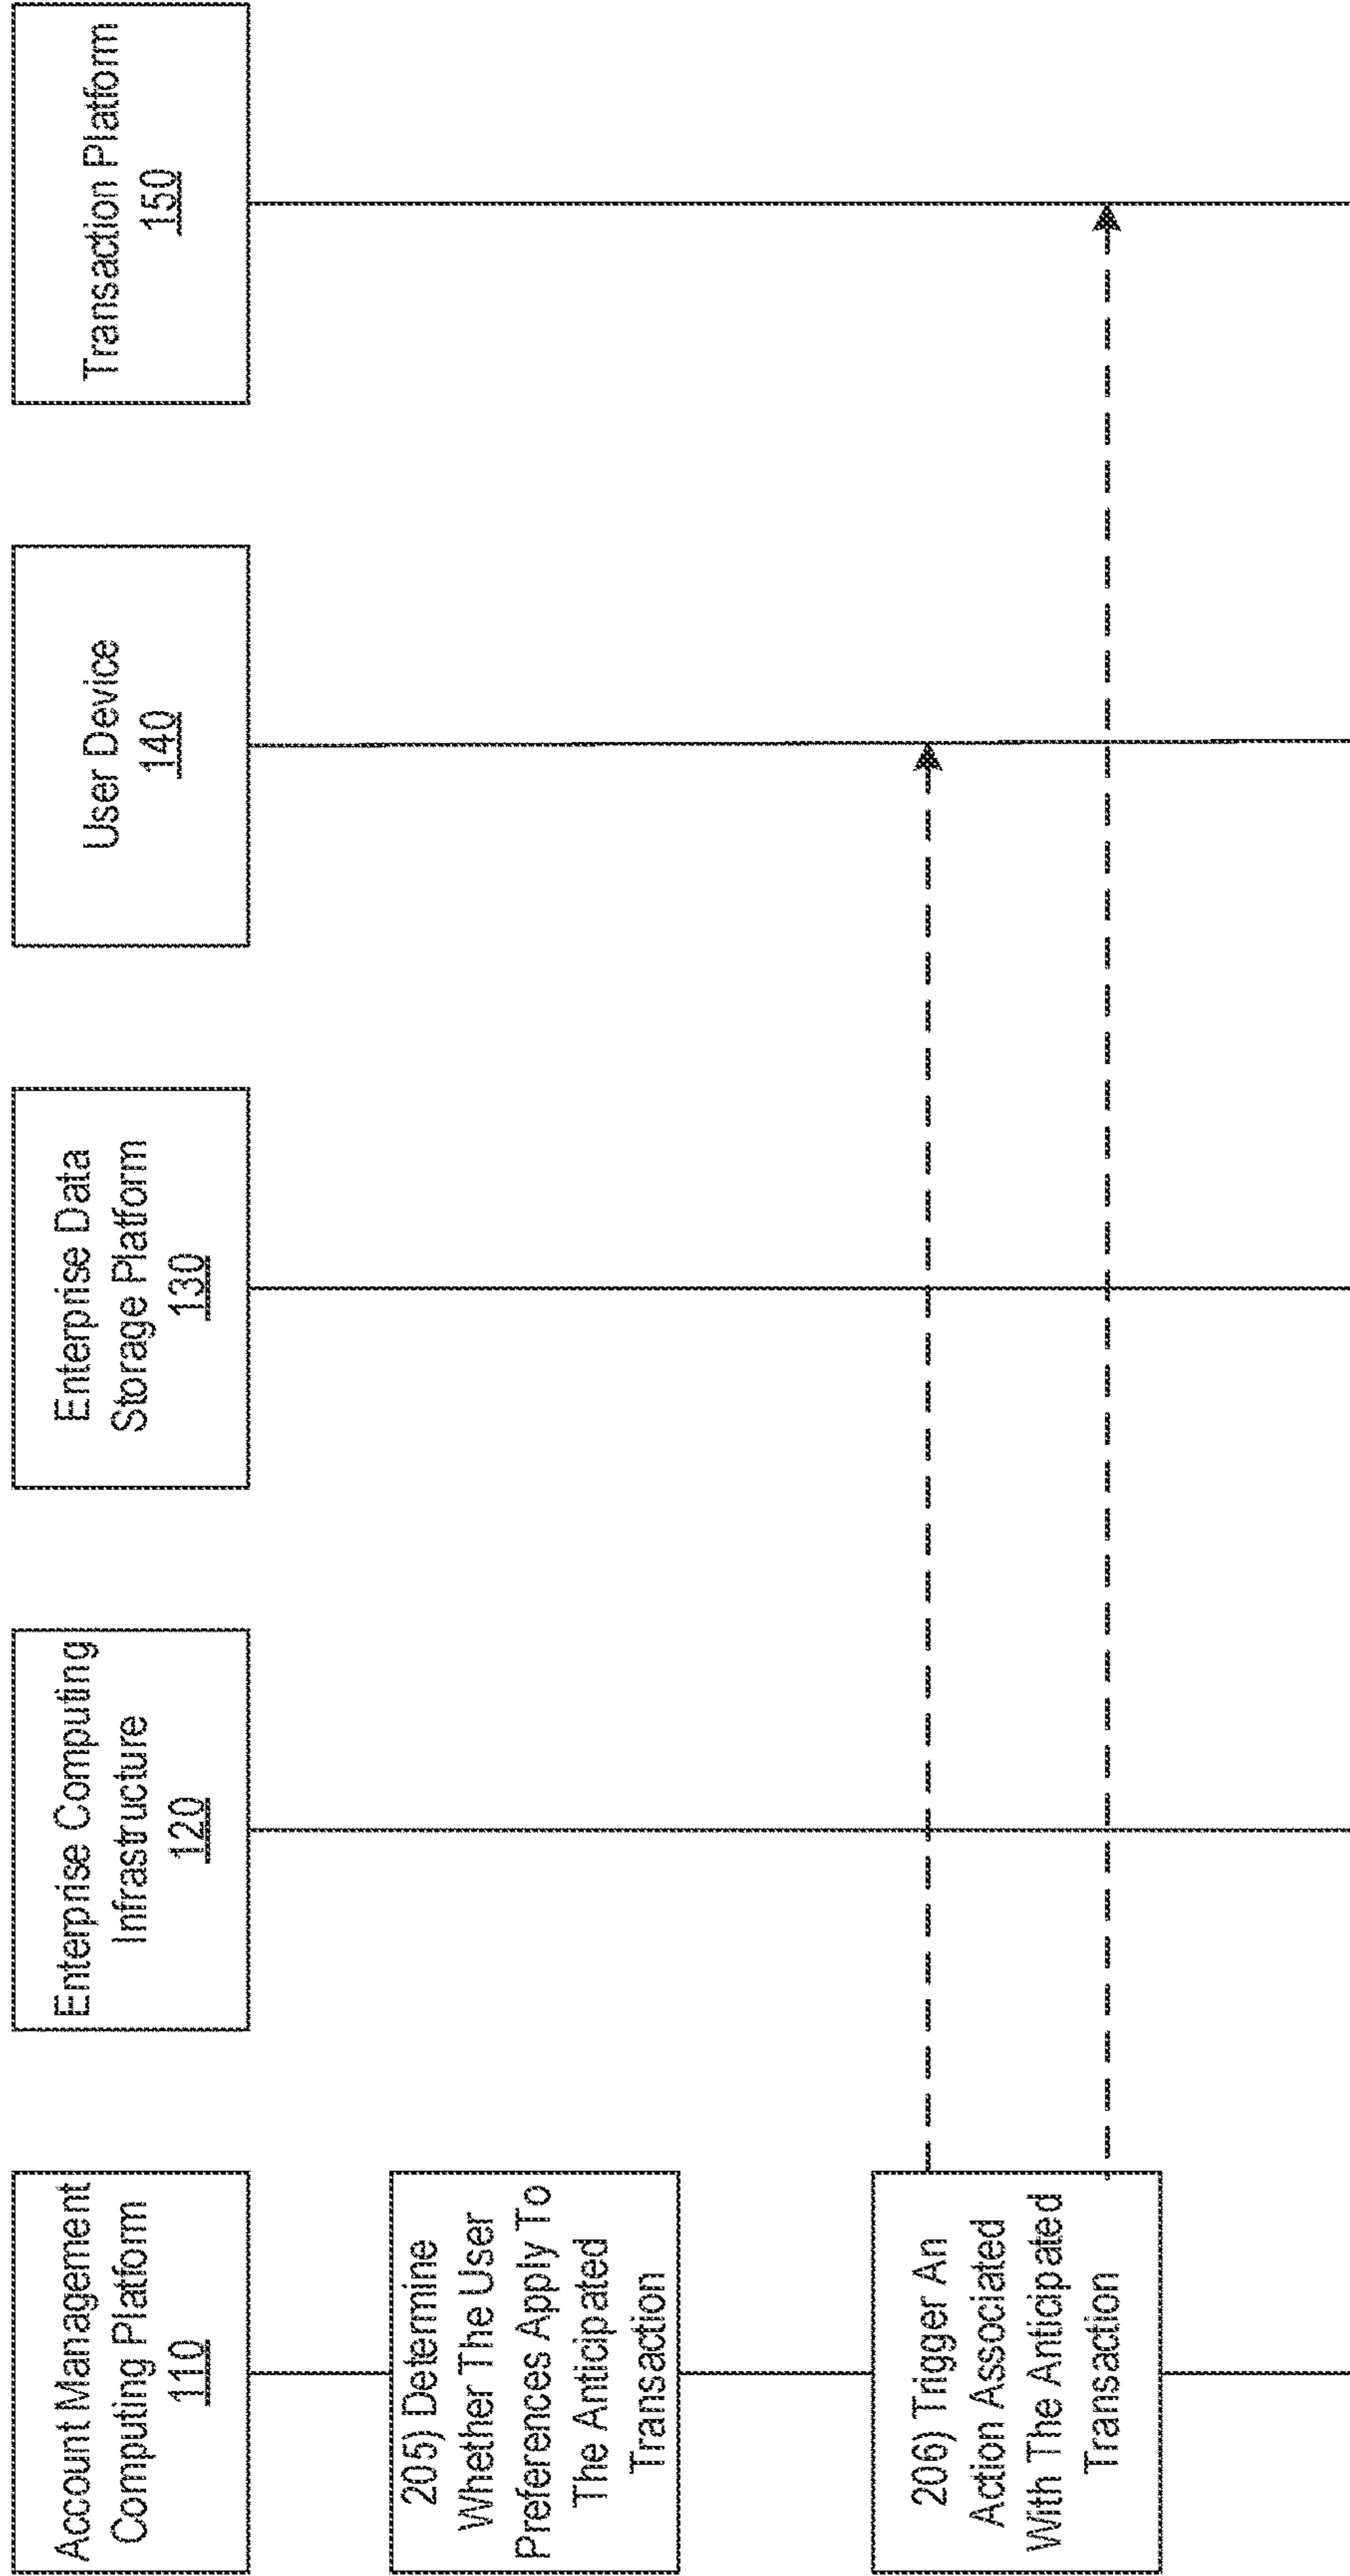 Account Management
Computing Platform
110
Enterprise Computing
Infrastructure
120
Enterprise Data
Storage Platform
130
User Device
140
Transaction Platform
150
205) Determine
Whether The User
Preferences Apply To
The Anticipated
Transaction
206) Trigger An
Action Associated
With The Anticipated
Transaction